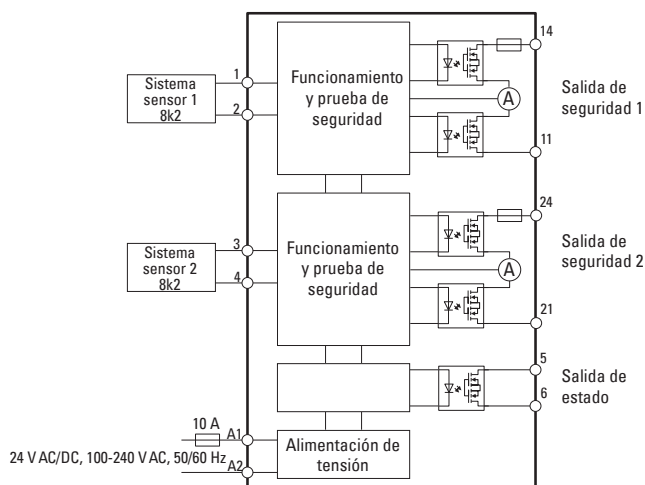 14
Funcionamiento
y prueba de
seguridad
Sistema
sensor 1
8k2
1
2
A
Salida de
seguridad 1
11
24
Funcionamiento
y prueba de
seguridad
Sistema
sensor 2
8k2
3
4
A
Salida de
seguridad 2
21
5
6
Salida de
estado
10 A
A1
24 V AC/DC, 100-240 V AC, 50/60 Hz
A2
Alimentación de
tensión